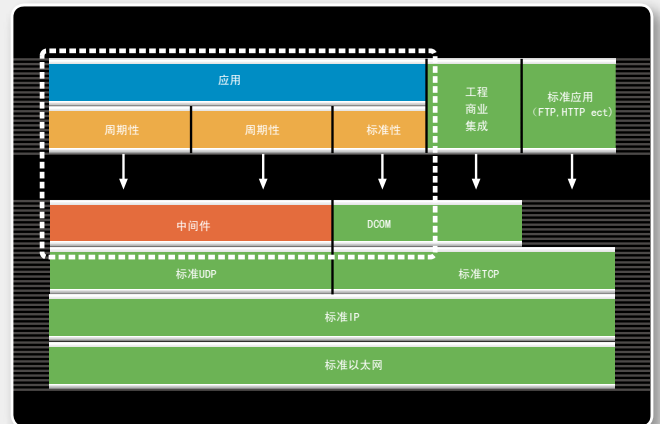 应用
工程
商业
集成
标准应用
(FTP,HTTP ect)
周期性
周期性
标准性
中间件
DCOM
标准UDP
标准TCP
标准IP
标准以太网